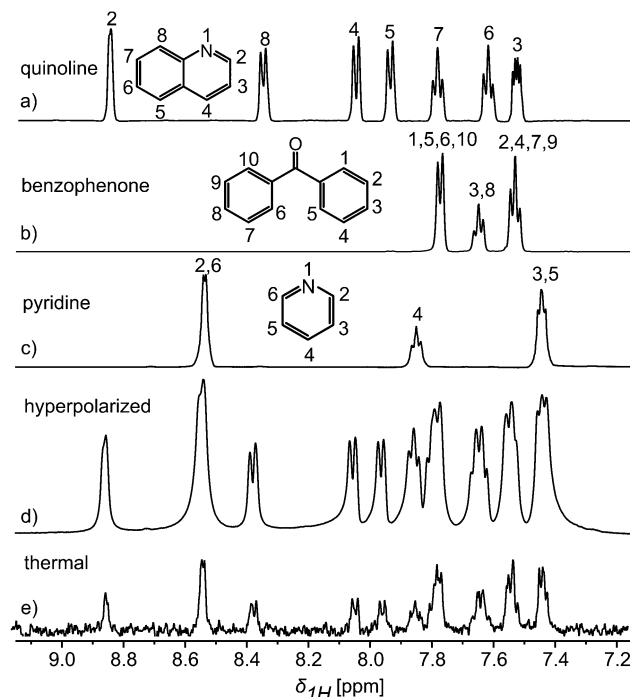 2
8
4
5
7
6
3
quinoline
a)
8
1
N
7
2
6
3
5
4
1,5,6,10
2,4,7,9
3,8
benzophenone
b)
O
10
1
9
2
8
3
6
5
7
4
2,6
4
3,5
pyridine
c)
1
N
6
2
5
3
4
hyperpolarized
d)
thermal
e)
9.0 8.8 8.6 8.4 8.2 8.0 7.8 7.6 7.4 7.2
δ1H [ppm]